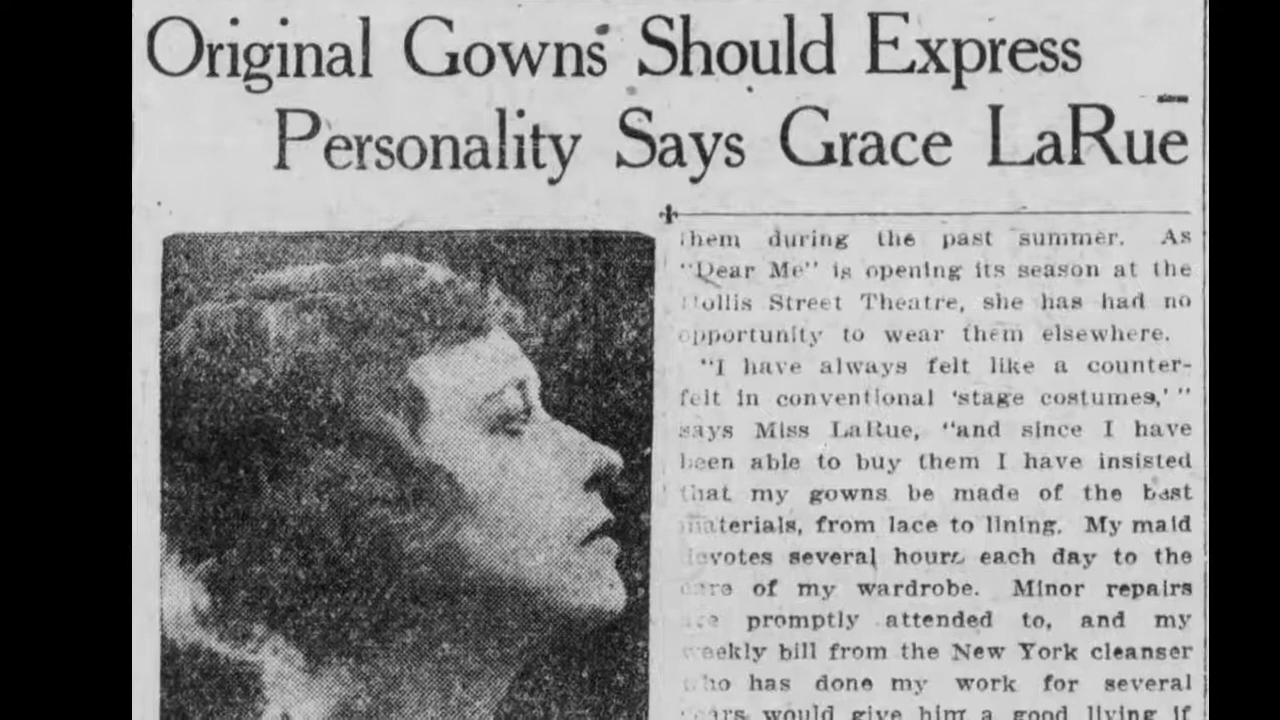 Original Gowns Should Express
Personality Says Grace LaRue
them during the past summer. As
"Dear Me" is opening its season at the
Hollis Street Theatre, she has had no
opportunity to wear them elsewhere.
"I have always felt like a counter-
feit in conventional 'stage costumes,'"
says Miss LaRue, "and since I have
been able to buy them I have insisted
that my gowns be made of the best
materials, from lace to lining. My maid
devotes several hours each day to the
care of my wardrobe. Minor repairs
are promptly attended to, and my
weekly bill from the New York cleanser
who has done my work for several
years would give him a good living if